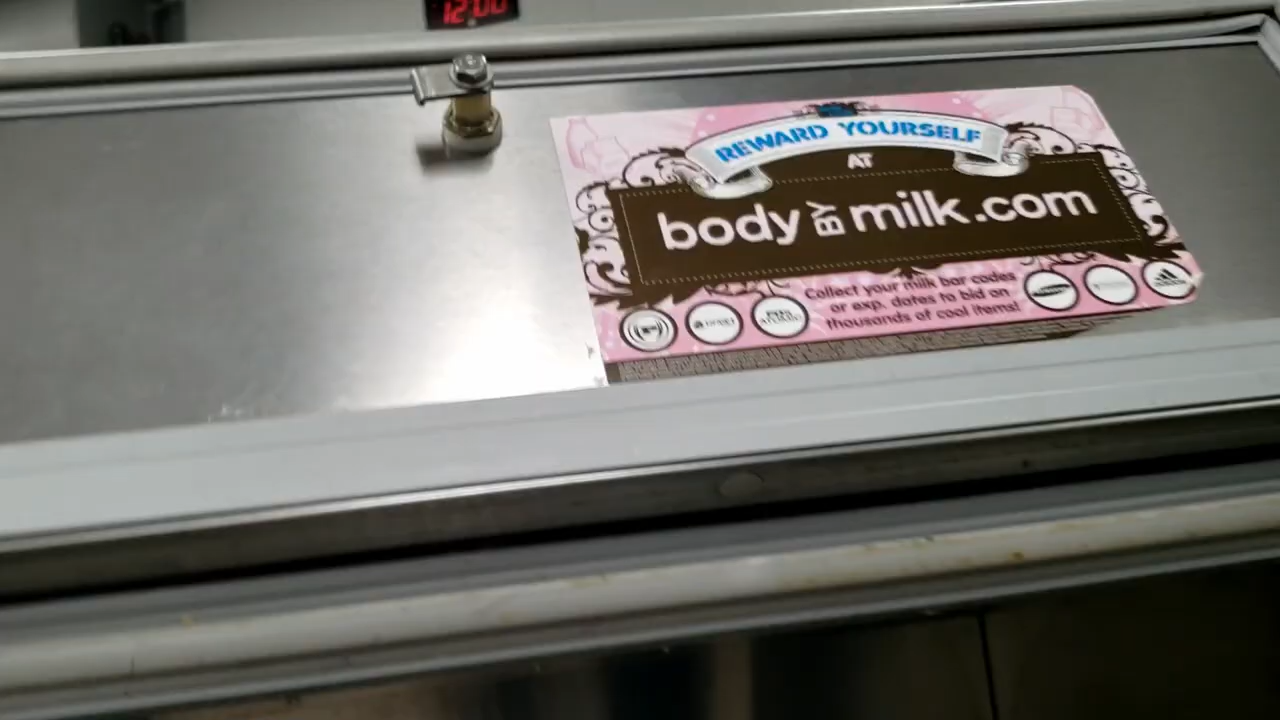 12:00
REWARD YOURSELF
AT
body BY milk.com
Collect your milk bar codes
or exp. dates to bid on
thousands of cool items!
adidas